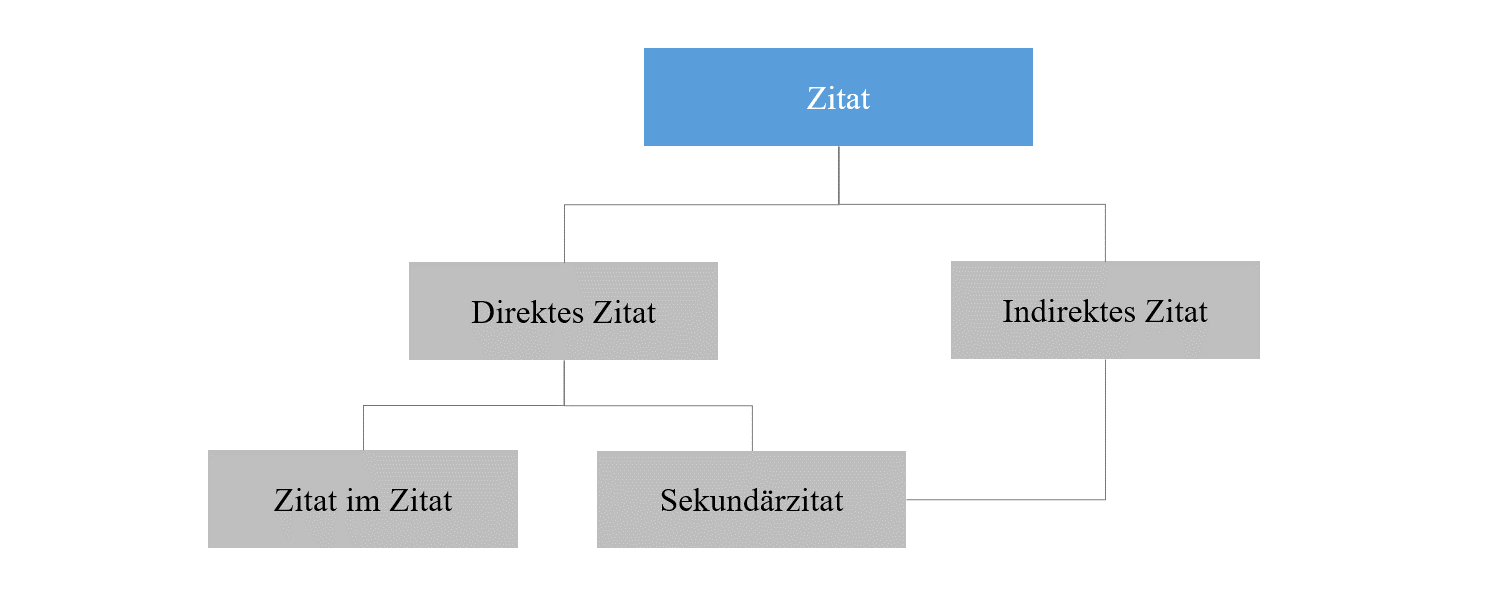 Zitat
Direktes Zitat
Indirektes Zitat
Zitat im Zitat
Sekundärzitat